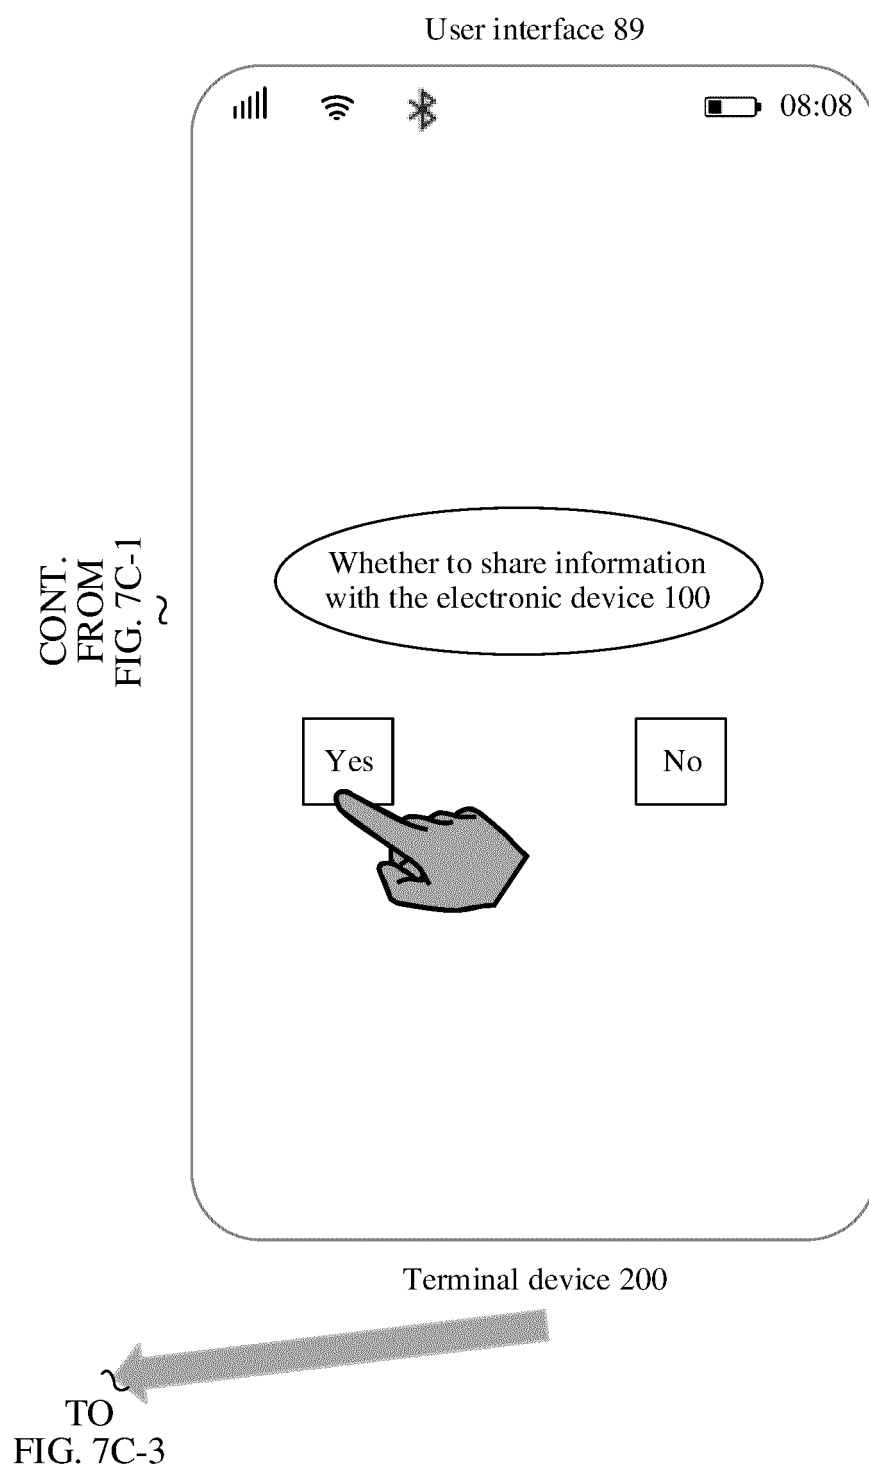 User interface 89
08:08
CONT.
FROM
FIG. 7C-1
Whether to share information
with the electronic device 100
Yes
No
Terminal device 200
TO
FIG. 7C-3